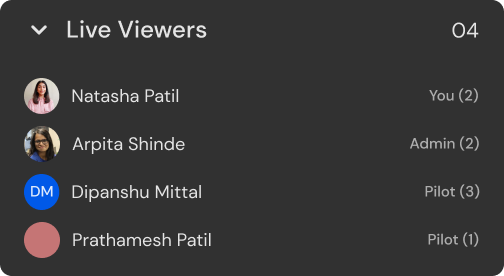 Live Viewers 04
Natasha Patil You (2)
Arpita Shinde Admin (2)
DM Dipanshu Mittal Pilot (3)
Prathamesh Patil Pilot (1)